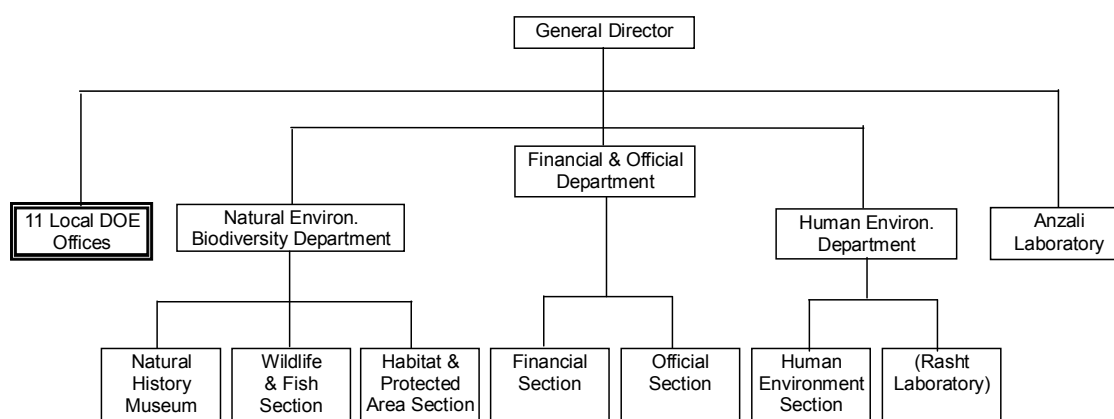 General Director
Financial & Official
Department
11 Local DOE
Offices
Natural Environ.
Biodiversity Department
Human Environ.
Department
Anzali
Laboratory
Natural
History
Museum
Wildlife
& Fish
Section
Habitat &
Protected
Area Section
Financial
Section
Official
Section
Human
Environment
Section
(Rasht
Laboratory)